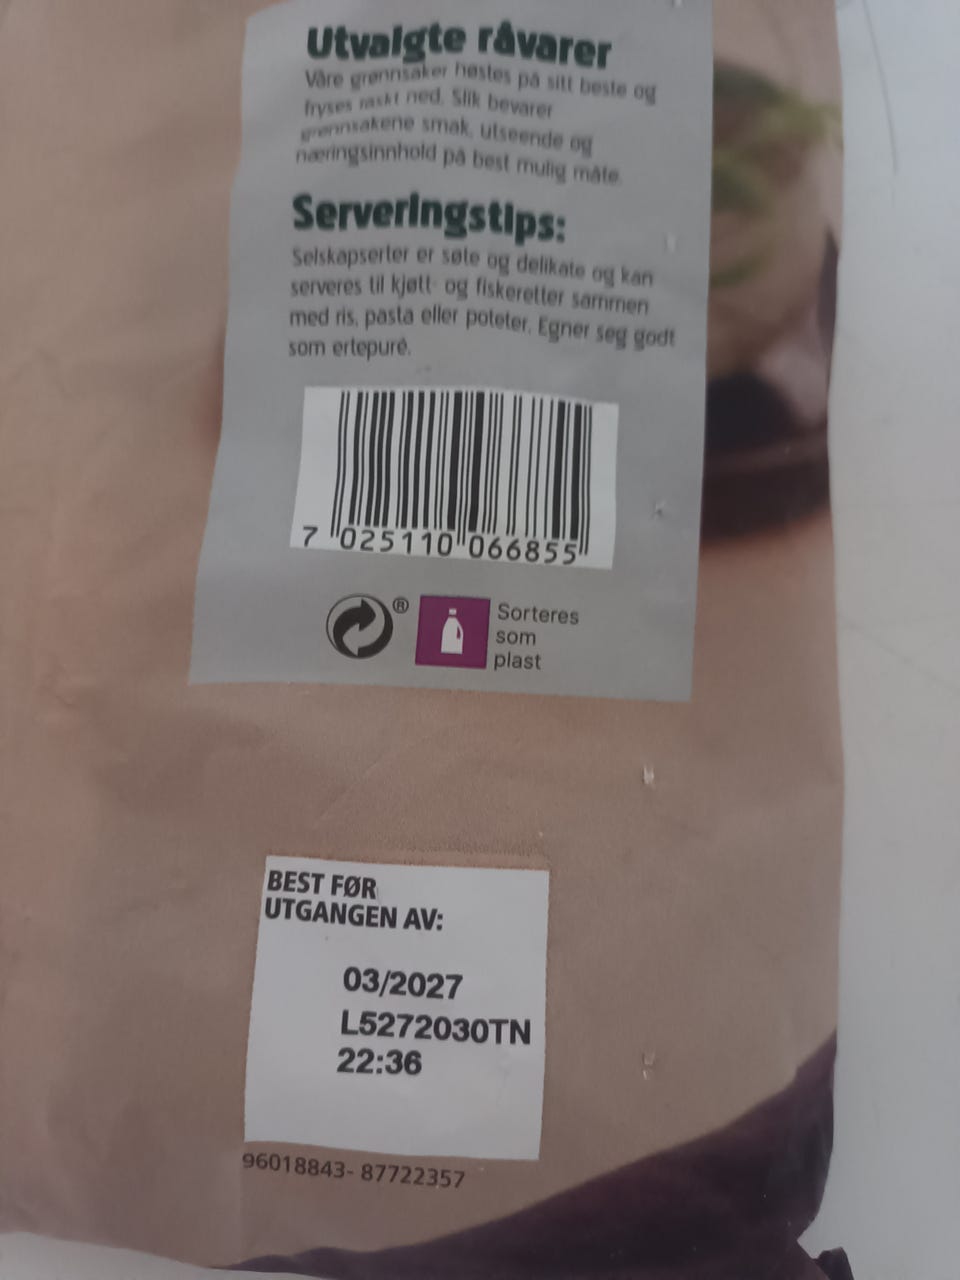 Utvalgte råvarer
Våre grønnsaker høstes på sitt beste og
fryses raskt ned. Slik bevarer
grønnsakene smak, utseende og
næringsinnhold på best mulig måte.
Serveringstips:
Selskapserter er søte og delikate og kan
serveres til kjøtt- og fiskeretter sammen
med ris, pasta eller poteter. Egner seg godt
som ertepuré.
7 025110 066855
®
Sorteres
som
plast
BEST FØR
UTGANGEN AV:
03/2027
L5272030TN
22:36
96018843- 87722357